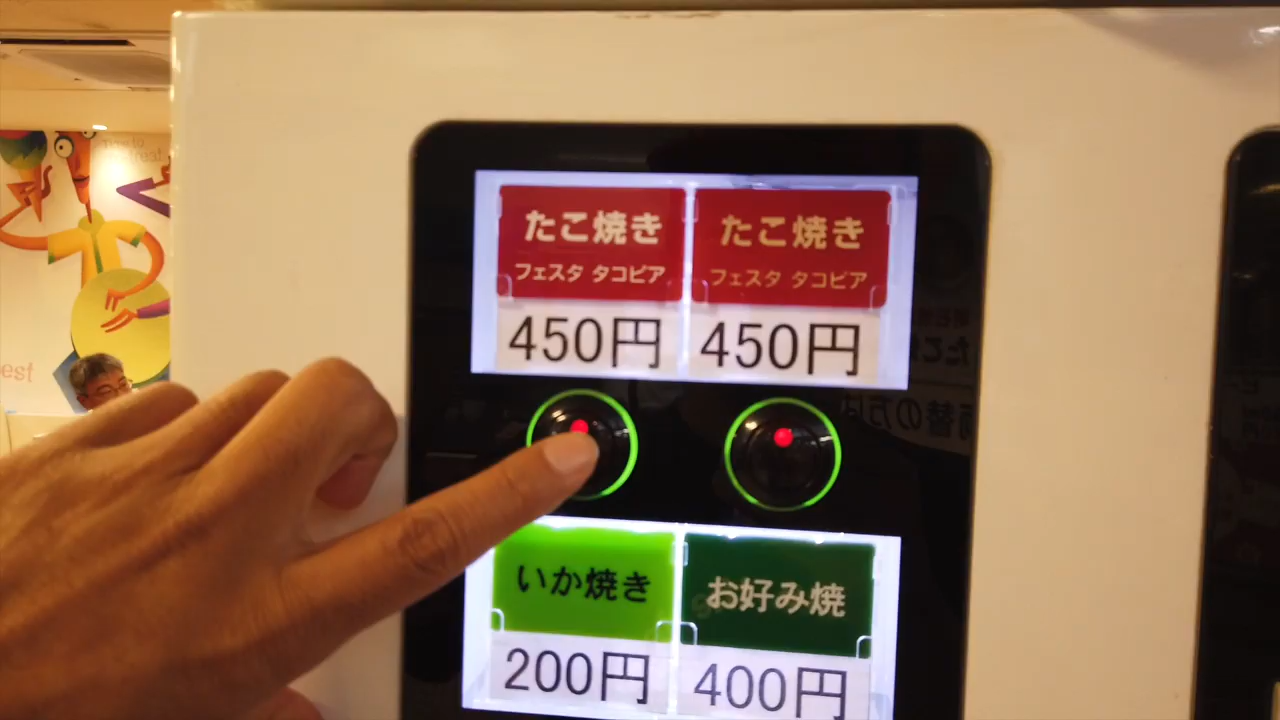 たこ焼き
フェスタ タコピア
450円
たこ焼き
フェスタ タコピア
450円
いか焼き
200円
お好み焼
400円
est